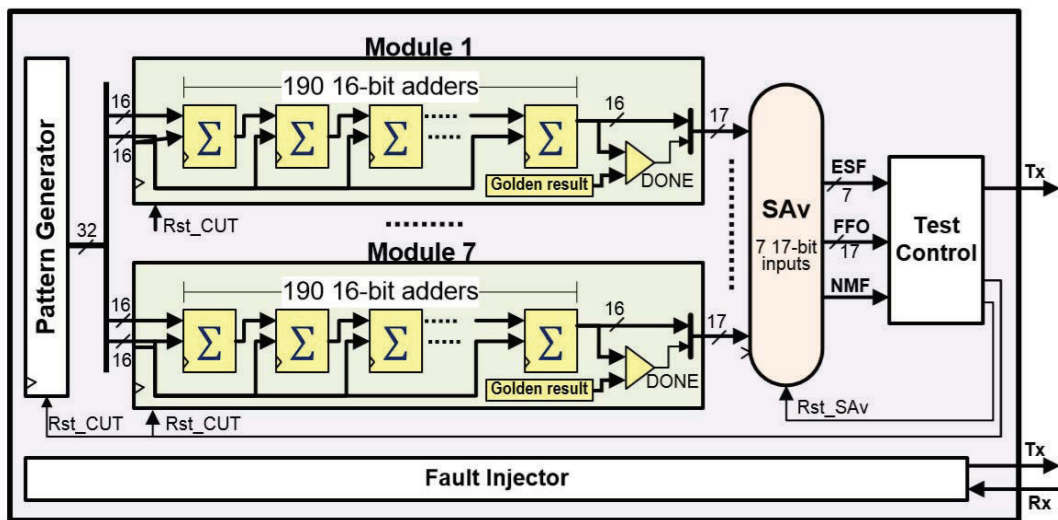 Module 1
190 16-bit adders
Pattern Generator
16
16
Σ
Σ
Σ
Σ
16
Golden result
DONE
17
Rst_CUT
32
SAv
7 17-bit
inputs
ESF
7
FFO
17
NMF
Test
Control
Tx
Module 7
190 16-bit adders
16
16
Σ
Σ
Σ
Σ
16
Golden result
DONE
17
Rst_CUT
Rst_CUT
Rst_SAv
Fault Injector
Tx
Rx